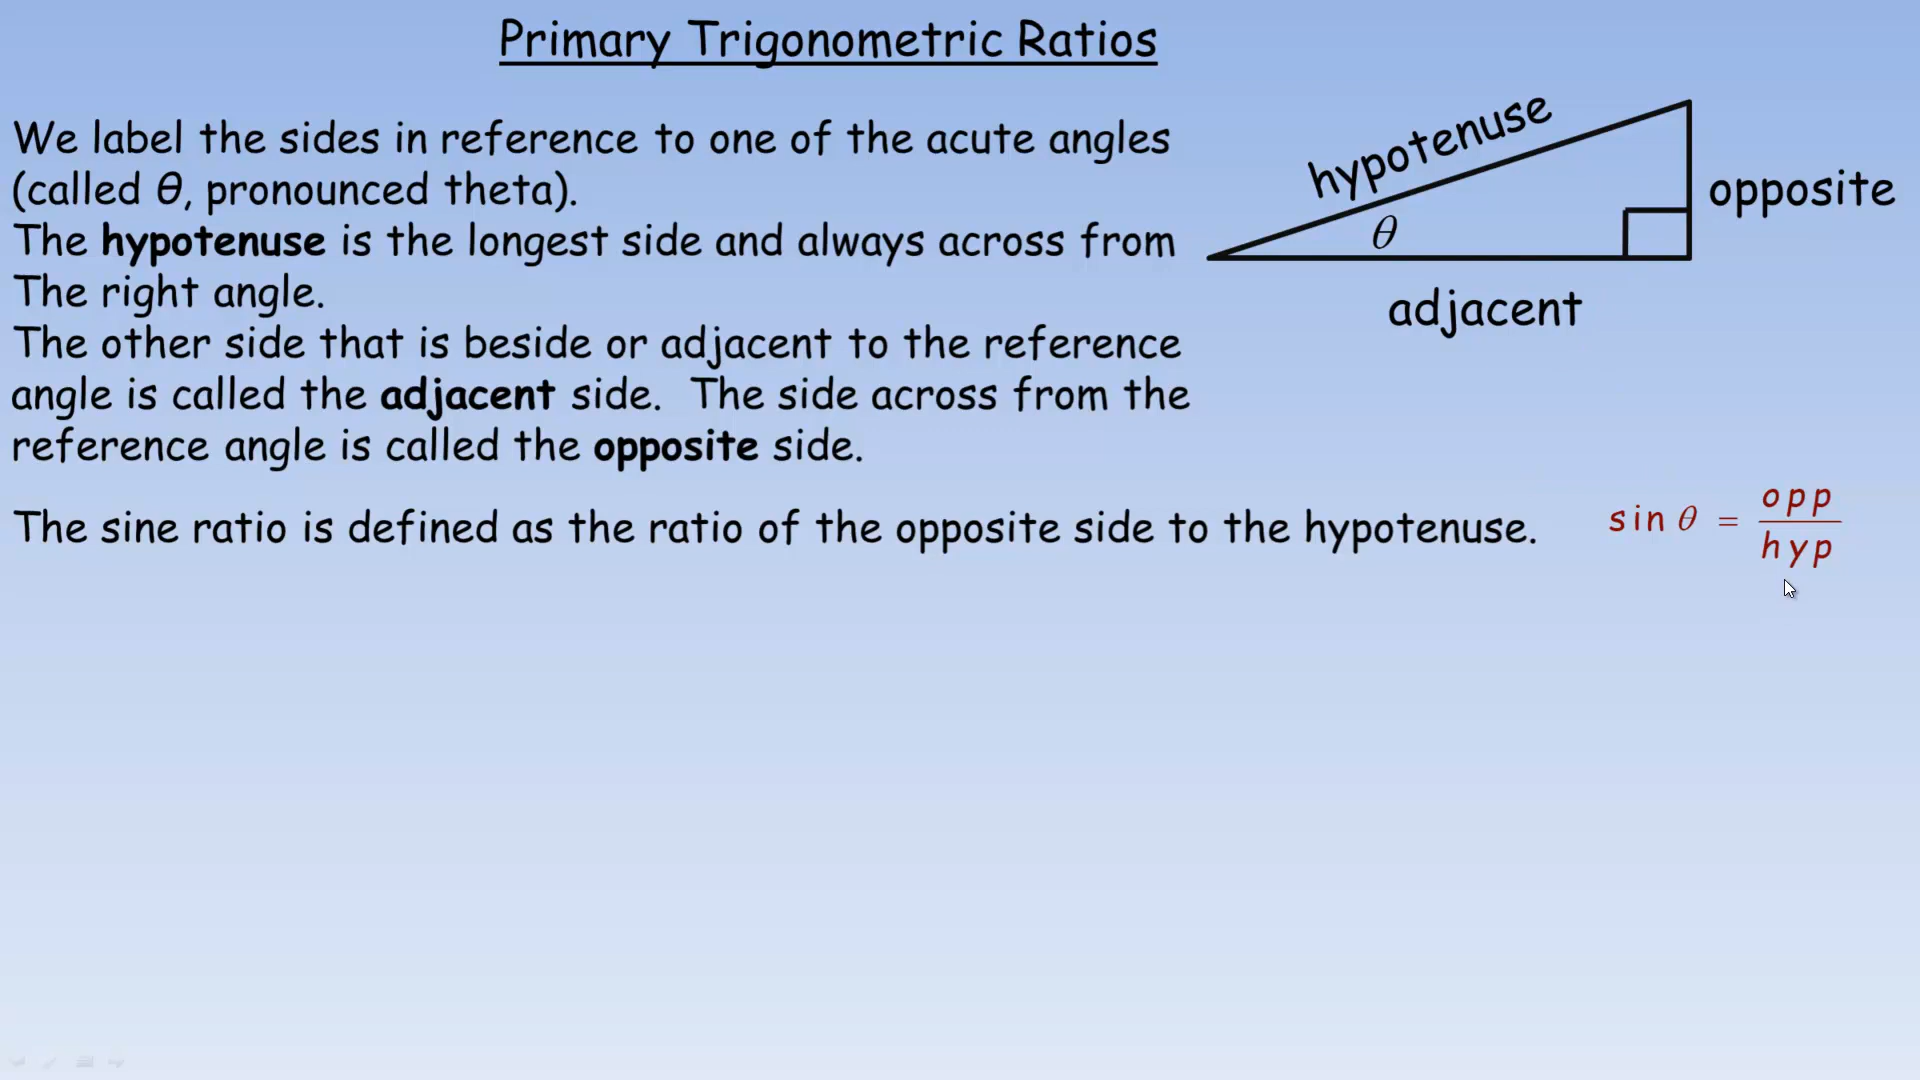 Primary Trigonometric Ratios
We label the sides in reference to one of the acute angles
(called θ, pronounced theta).
The hypotenuse is the longest side and always across from
The right angle.
The other side that is beside or adjacent to the reference
angle is called the adjacent side. The side across from the
reference angle is called the opposite side.
hypotenuse
opposite
θ
adjacent
The sine ratio is defined as the ratio of the opposite side to the hypotenuse.
sin θ = opp / hyp